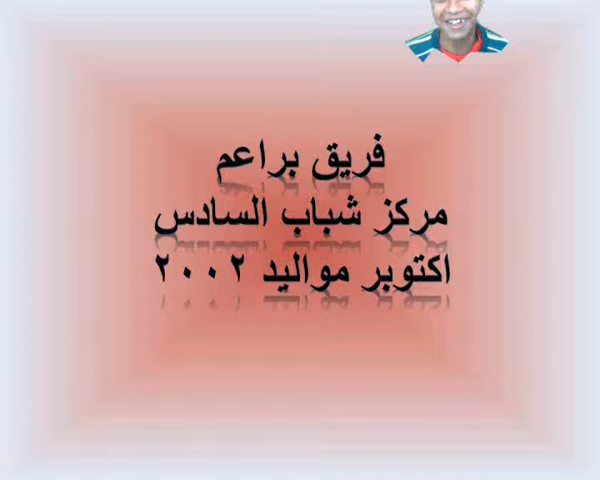 فريق براعم
مركز شباب السادس
اكتوبر مواليد ٢٠٠٢